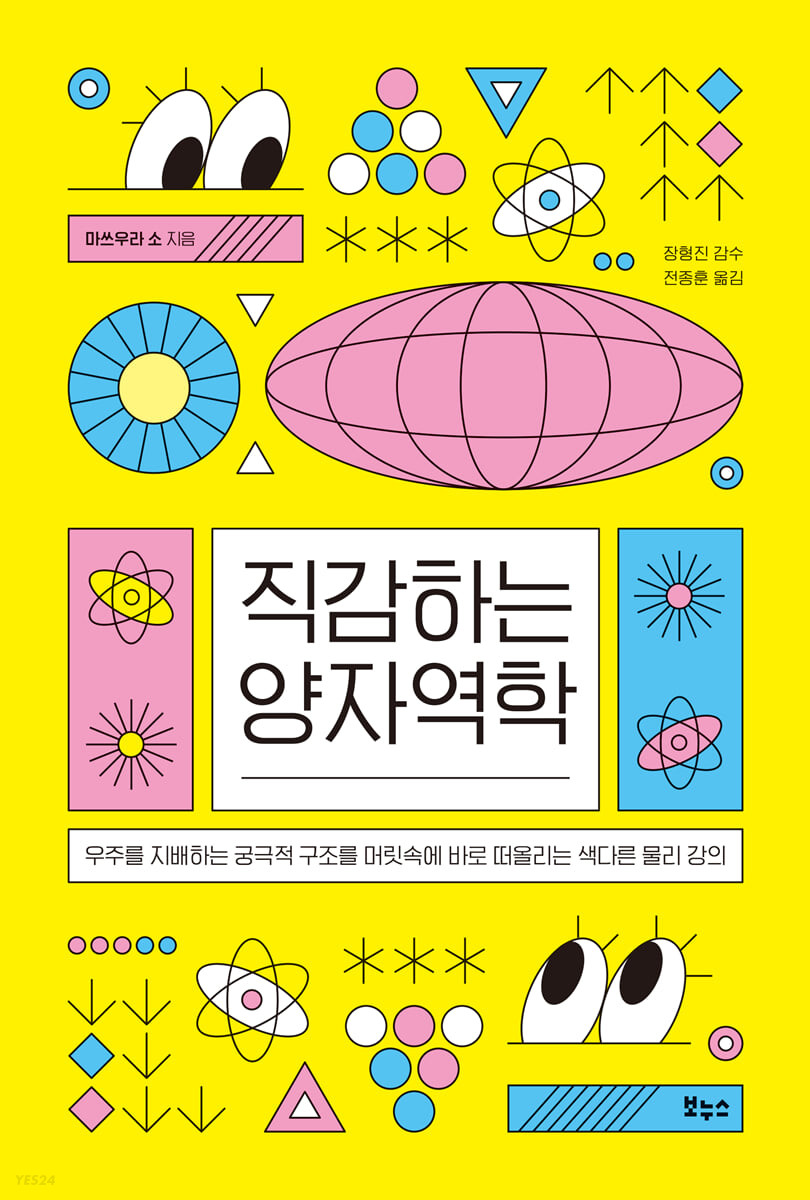 마쓰우라 소 지음
장형진 감수
전종훈 옮김
직감하는
양자역학
우주를 지배하는 궁극적 구조를 머릿속에 바로 떠올리는 색다른 물리 강의
보누스
YES24